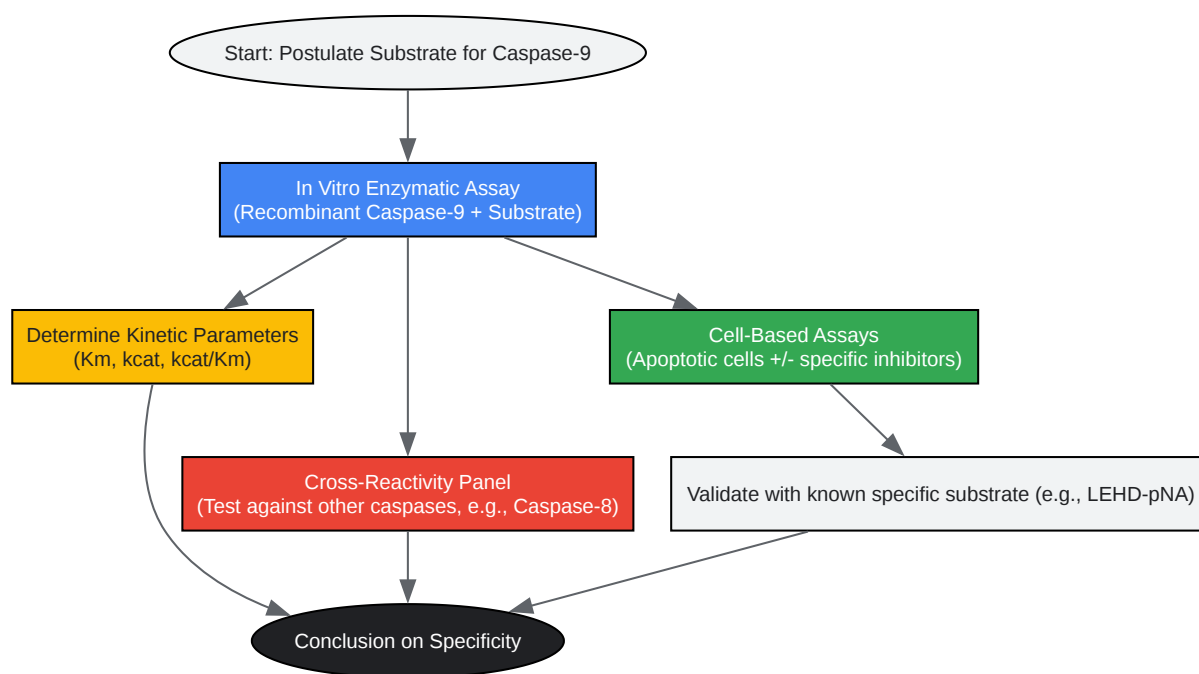 Start: Postulate Substrate for Caspase-9
In Vitro Enzymatic Assay
(Recombinant Caspase-9 + Substrate)
Determine Kinetic Parameters
(Km, kcat, kcat/Km)
Cell-Based Assays
(Apoptotic cells +/- specific inhibitors)
Cross-Reactivity Panel
(Test against other caspases, e.g., Caspase-8)
Validate with known specific substrate (e.g., LEHD-pNA)
Conclusion on Specificity